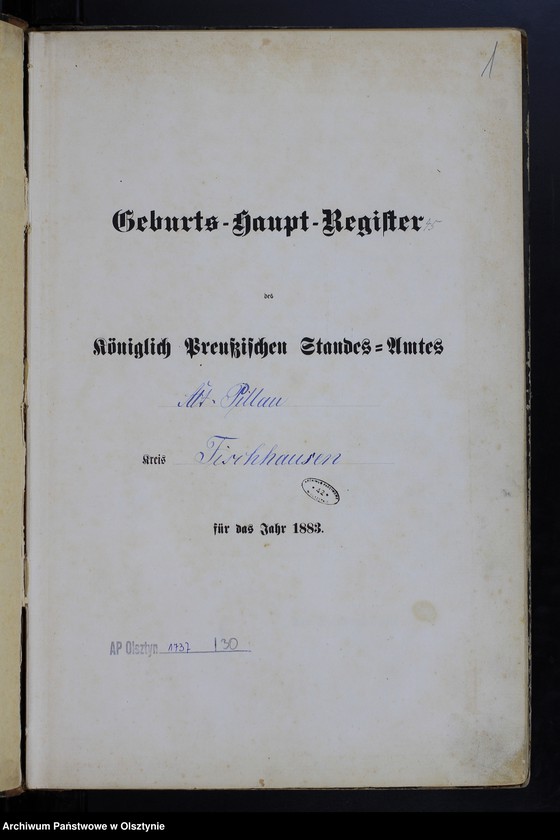 1
Geburts-Haupt-Register
des
Königlich Preußischen Standes=Amtes
Alt-Pillau
Kreis Fischhausen
für das Jahr 1883.
AP Olsztyn 1737 130
Archiwum Państwowe w Olsztynie